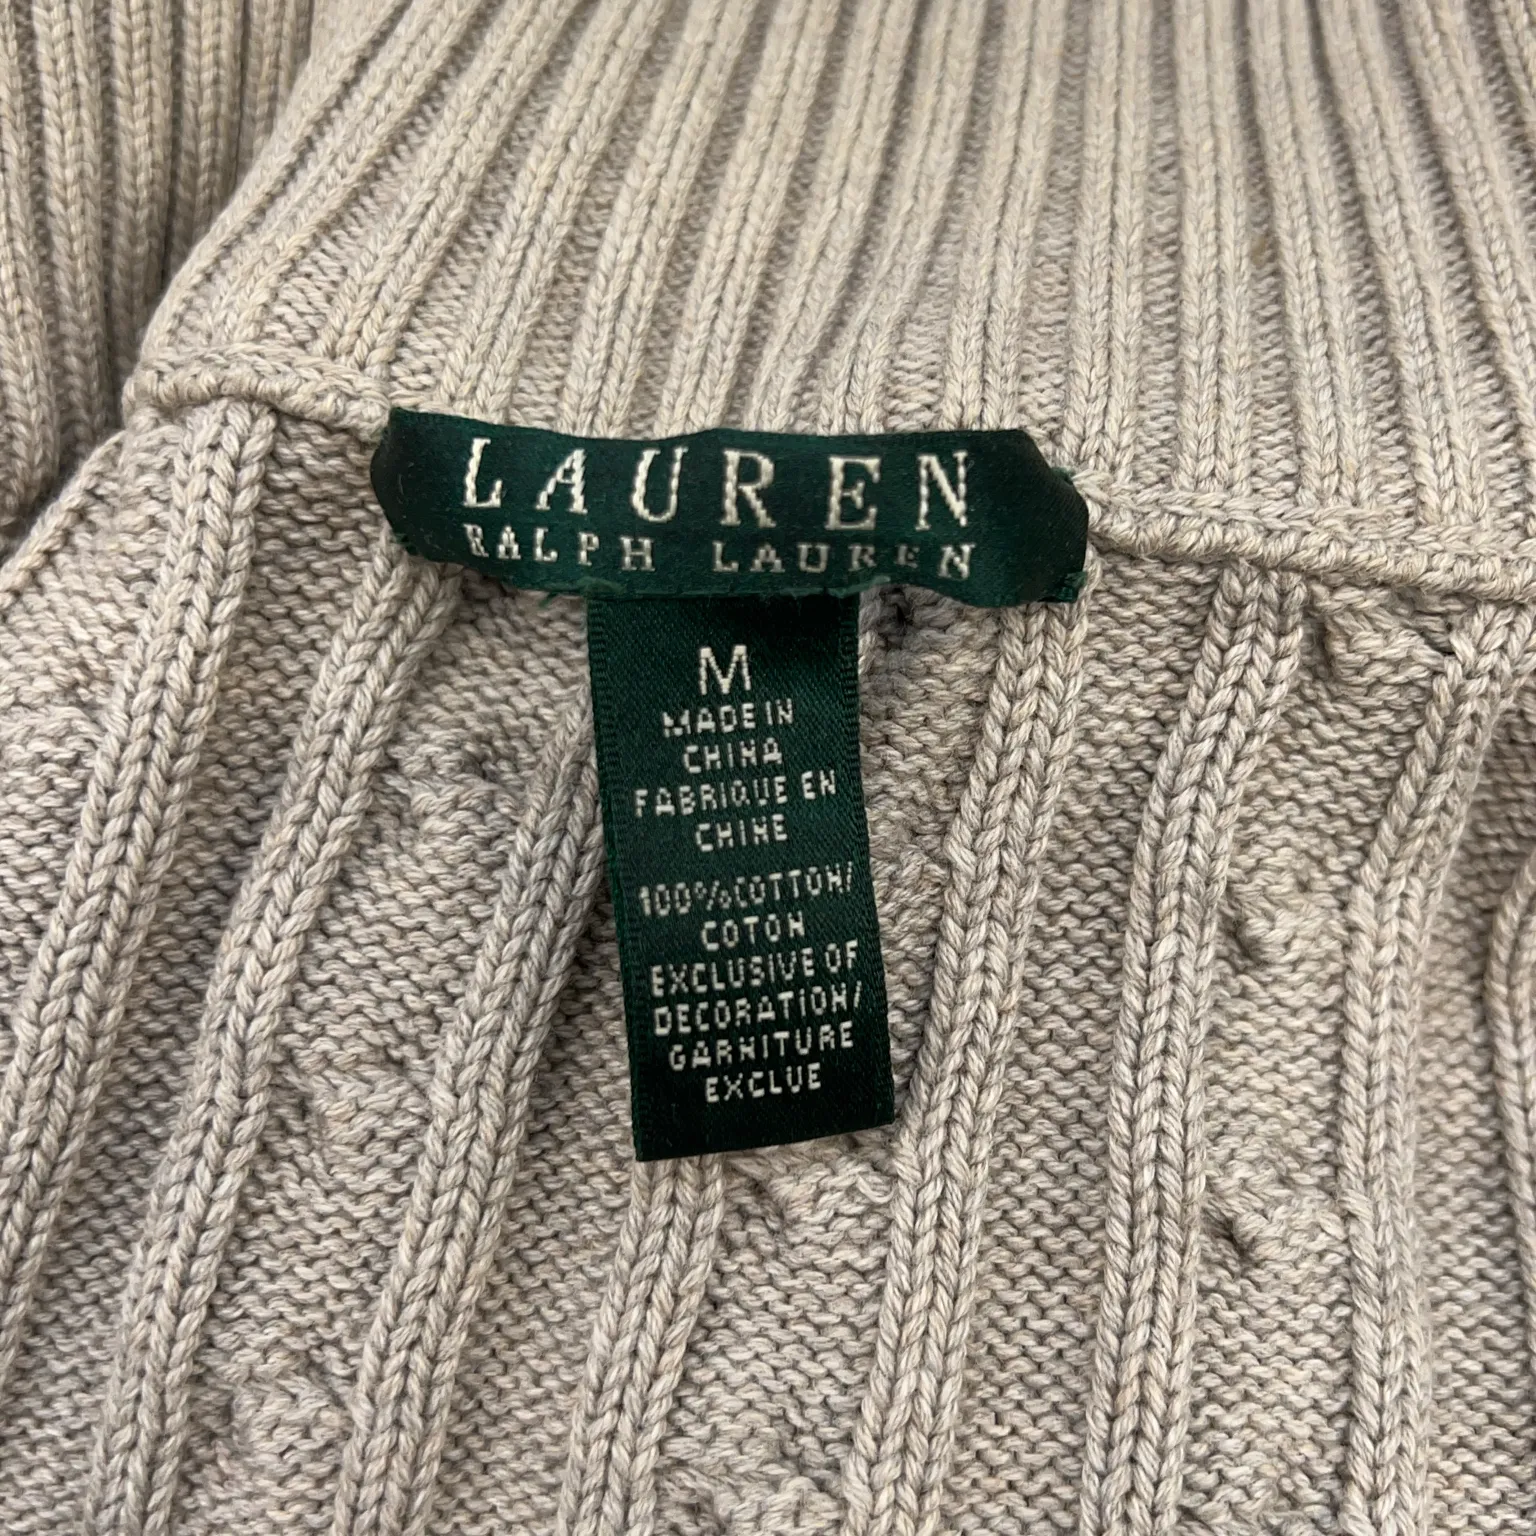 LAUREN
RALPH LAUREN
M
MADE IN
CHINA
FABRIQUE EN
CHINE
100%COTTON/
COTON
EXCLUSIVE OF
DECORATION/
GARNITURE
EXCLUE